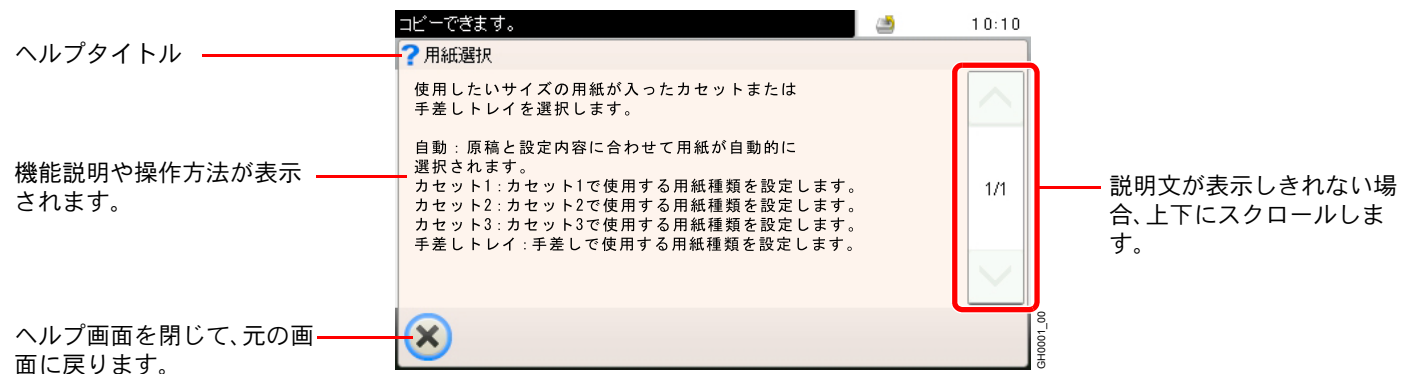 コピーできます。
10:10
ヘルプタイトル
?用紙選択
使用したいサイズの用紙が入ったカセットまたは
手差しトレイを選択します。
自動：原稿と設定内容に合わせて用紙が自動的に
選択されます。
カセット1：カセット1で使用する用紙種類を設定します。
カセット2：カセット2で使用する用紙種類を設定します。
カセット3：カセット3で使用する用紙種類を設定します。
手差しトレイ：手差しで使用する用紙種類を設定します。
1/1
機能説明や操作方法が表示
されます。
説明文が表示しきれない場
合、上下にスクロールしま
す。
ヘルプ画面を閉じて、元の画
面に戻ります。
GH0001_00